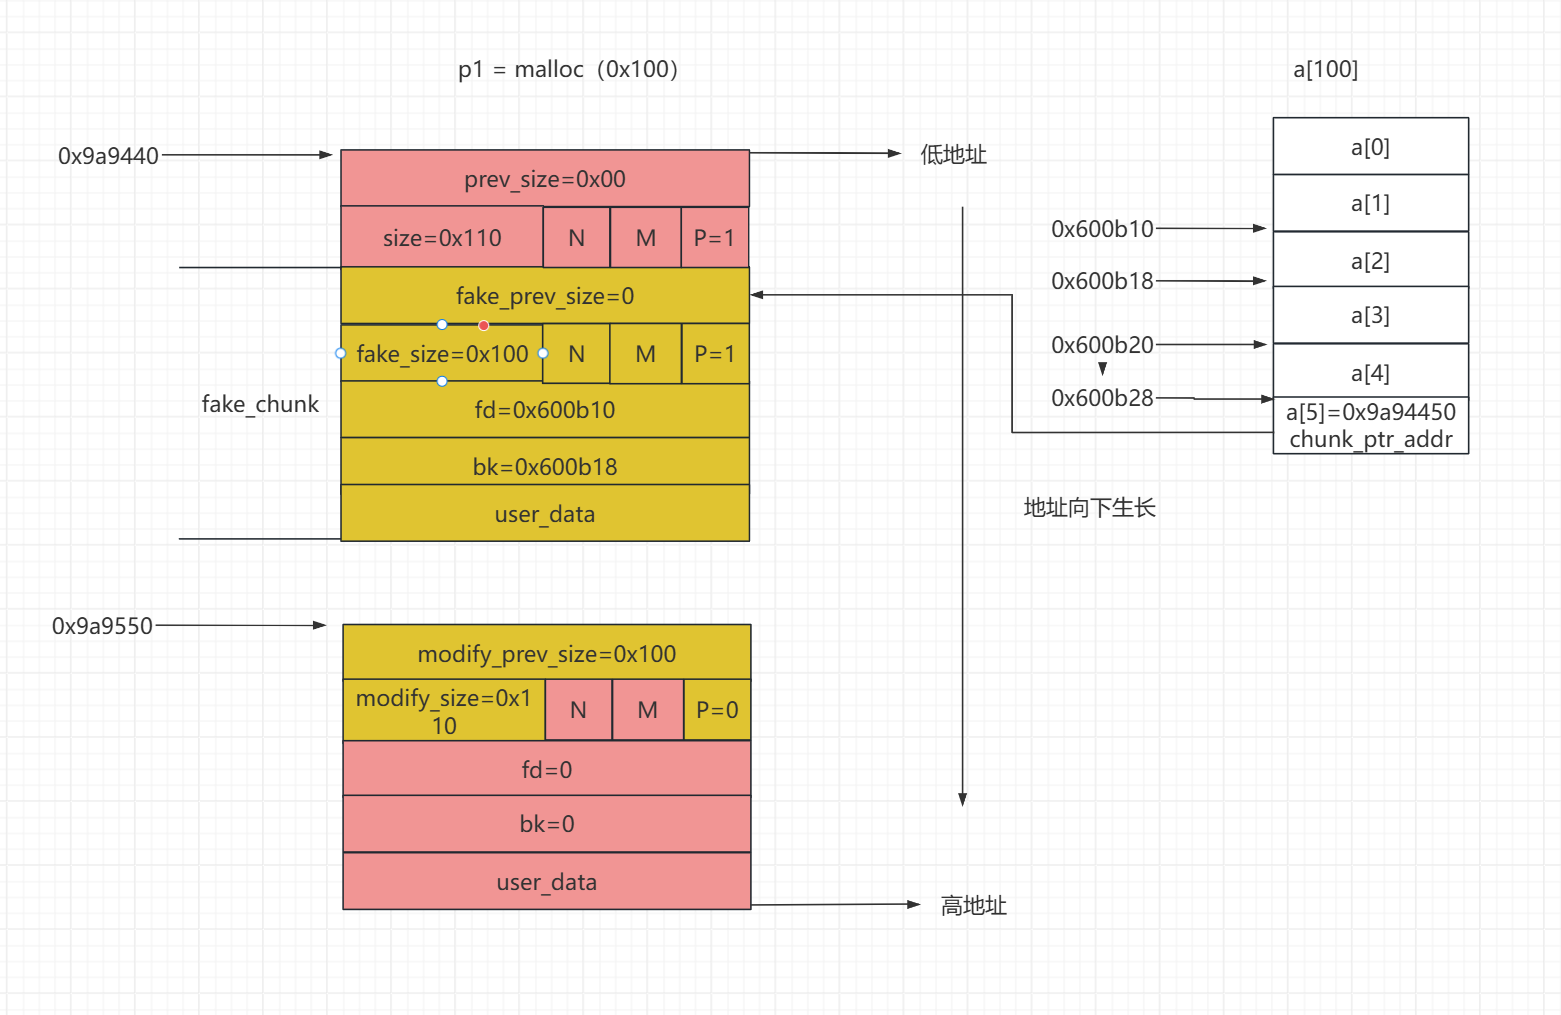 p1 = malloc（0x100）
a[100]
0x9a9440
低地址
prev_size=0x00
size=0x110
N
M
P=1
fake_prev_size=0
fake_size=0x100
N
M
P=1
fake_chunk
fd=0x600b10
bk=0x600b18
user_data
a[0]
a[1]
0x600b10
a[2]
0x600b18
a[3]
0x600b20
a[4]
0x600b28
a[5]=0x9a94450
chunk_ptr_addr
地址向下生长
0x9a9550
modify_prev_size=0x100
modify_size=0x1
10
N
M
P=0
fd=0
bk=0
user_data
高地址